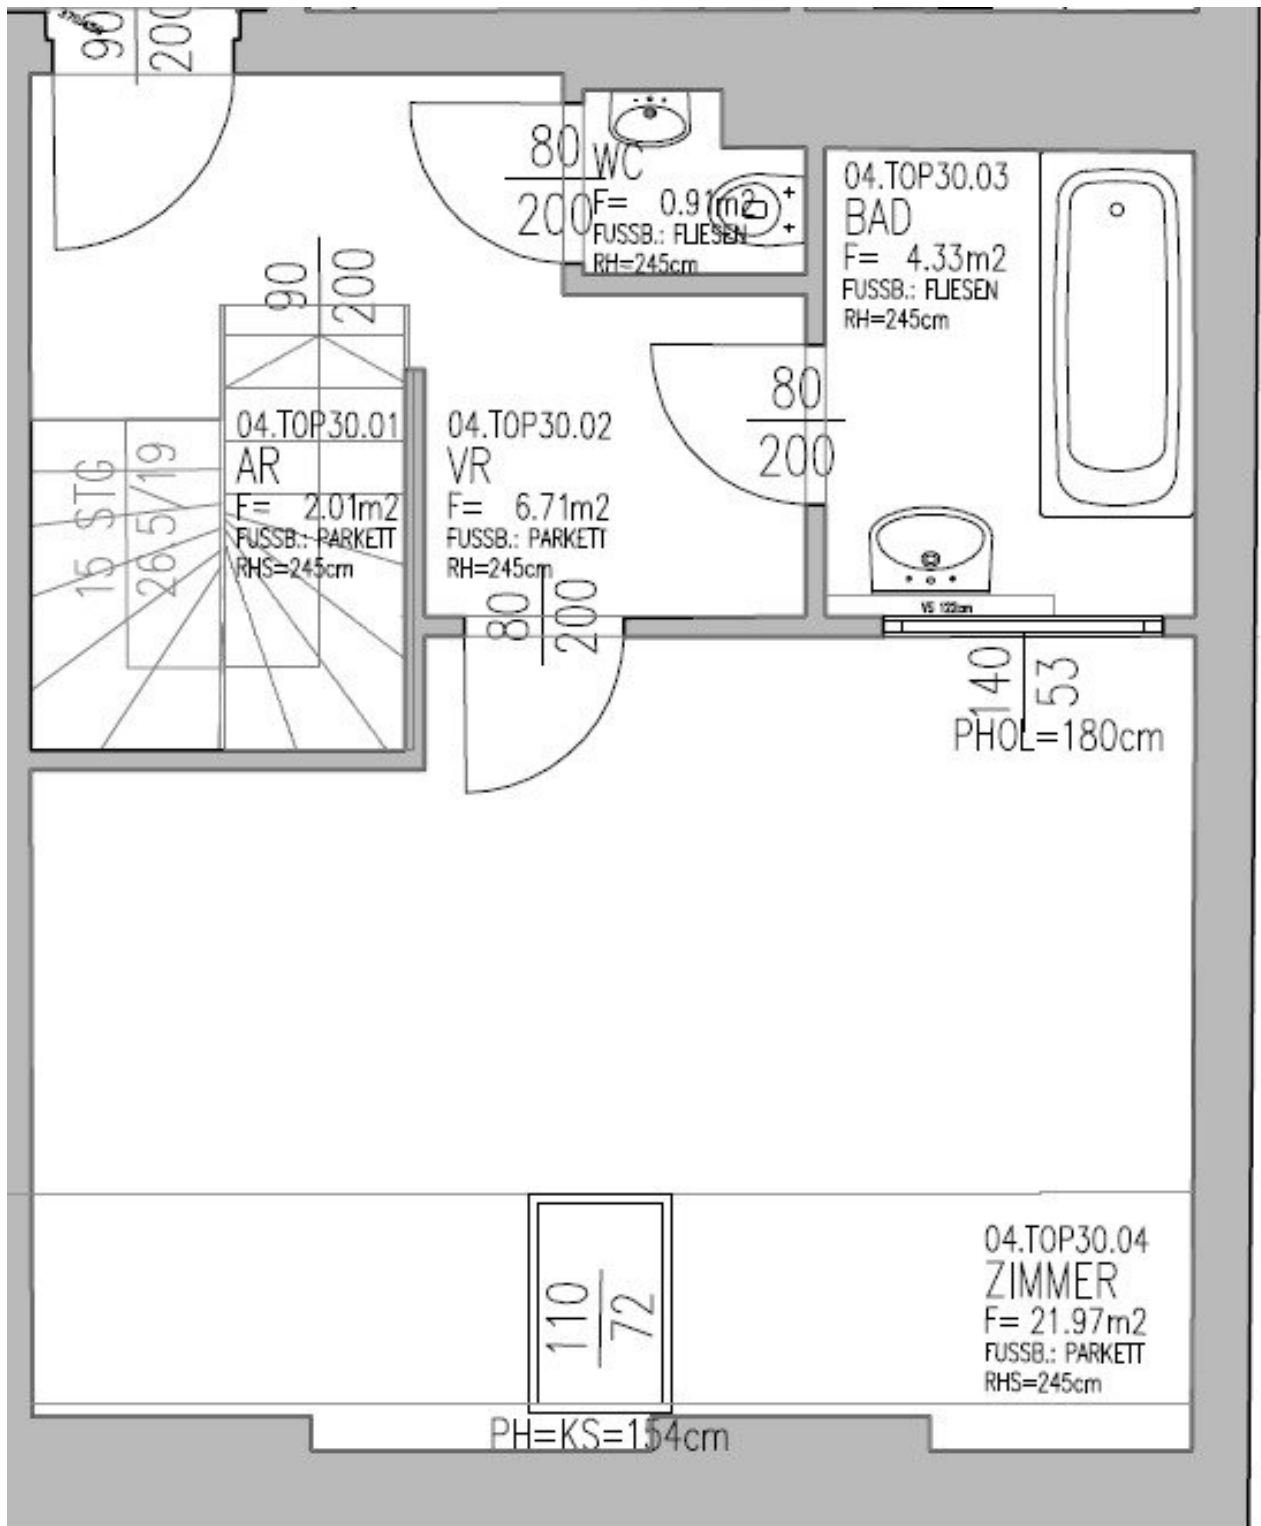 90
200
80
200
WC
F= 0.91m2
FUSSB.: FLIESEN
RH=245cm
04.TOP30.03
BAD
F= 4.33m2
FUSSB.: FLIESEN
RH=245cm
90
200
80
200
04.TOP30.01
AR
F= 2.01m2
FUSSB.: PARKETT
RHS=245cm
15 STG
26.5/19
04.TOP30.02
VR
F= 6.71m2
FUSSB.: PARKETT
RH=245cm
80
200
VS 122cm
140
53
PHOL=180cm
110
72
PH=KS=154cm
04.TOP30.04
ZIMMER
F= 21.97m2
FUSSB.: PARKETT
RHS=245cm